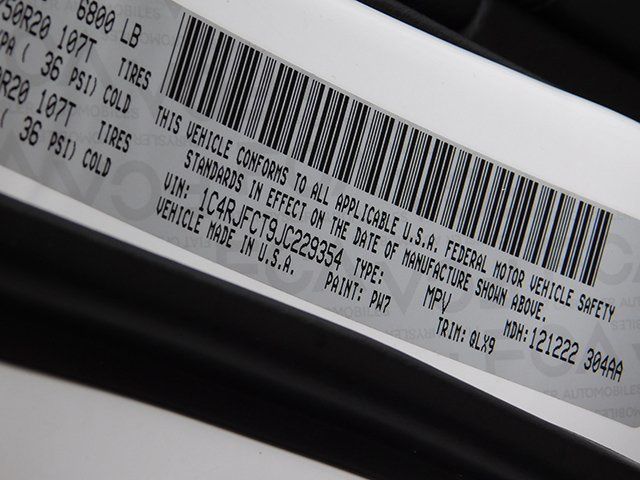 6800 LB
50R20 107T TIRES
KPA ( 36 PSI) COLD
R20 107T TIRES
( 36 PSI) COLD
THIS VEHICLE CONFORMS TO ALL APPLICABLE U.S.A. FEDERAL MOTOR VEHICLE SAFETY
STANDARDS IN EFFECT ON THE DATE OF MANUFACTURE SHOWN ABOVE.
VIN: 1C4RJFCT9JC229354 TYPE: MPV MDH: 121222 304AA
VEHICLE MADE IN U.S.A. PAINT: PW7 TRIM: QLX9